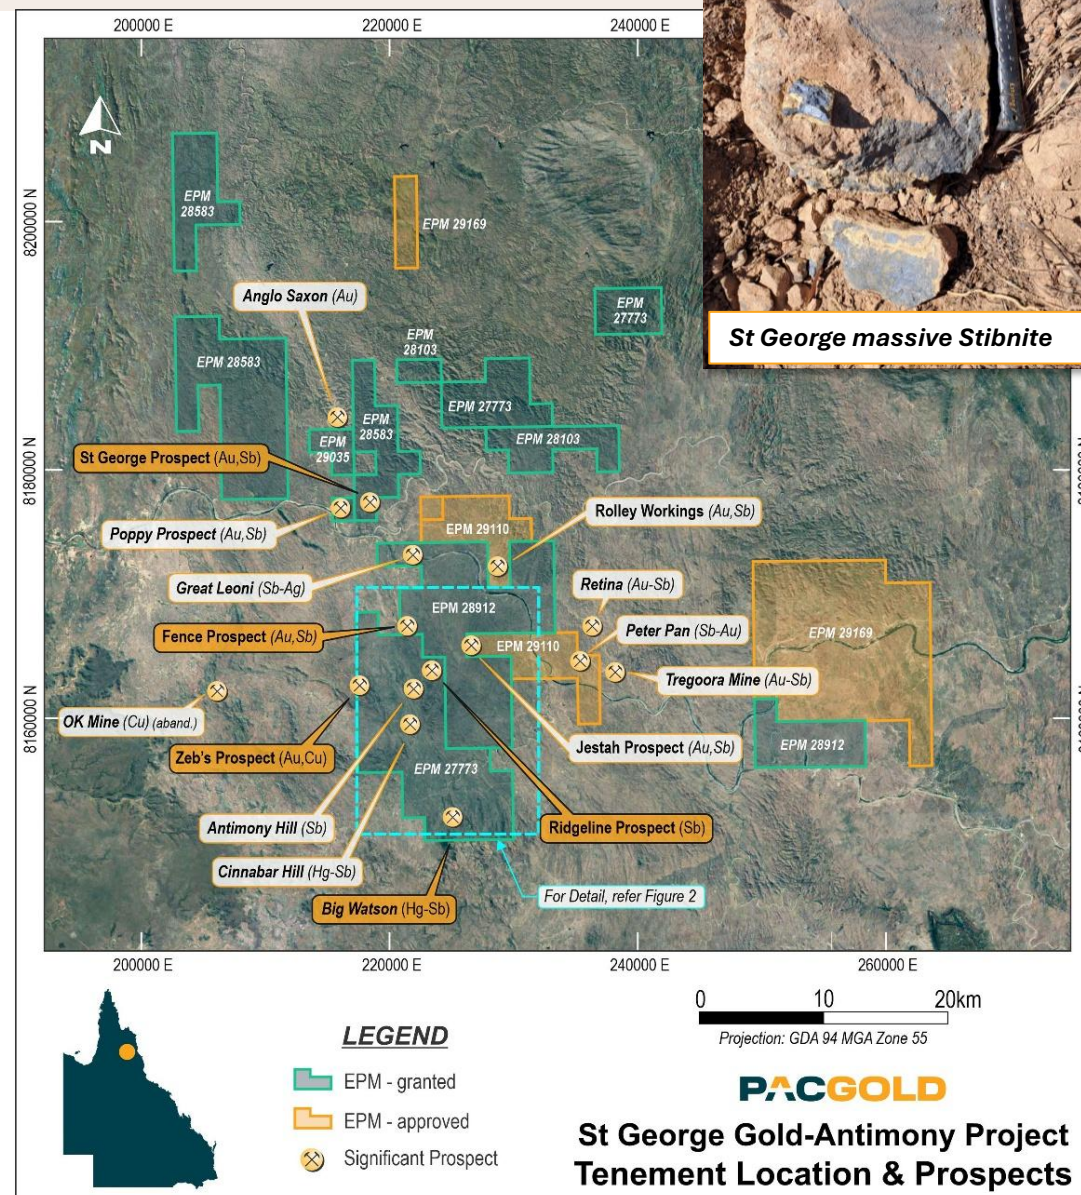 200000 E
220000 E
240000 E
8200000 N
8180000 N
8160000 N
N
EPM
28583
EPM 29169
Anglo Saxon (Au)
EPM
27773
St George massive Stibnite
EPM
28103
EPM 28583
EPM 27773
EPM
28583
EPM
29035
EPM 28103
St George Prospect (Au,Sb)
Poppy Prospect (Au,Sb)
EPM 29110
Rolley Workings (Au,Sb)
Great Leoni (Sb-Ag)
Retina (Au-Sb)
EPM 28912
Peter Pan (Sb-Au)
Fence Prospect (Au,Sb)
EPM 29110
EPM 29169
Tregoora Mine (Au-Sb)
OK Mine (Cu) (aband.)
Jestah Prospect (Au,Sb)
EPM 28912
Zeb's Prospect (Au,Cu)
EPM 27773
Antimony Hill (Sb)
Ridgeline Prospect (Sb)
Cinnabar Hill (Hg-Sb)
For Detail, refer Figure 2
Big Watson (Hg-Sb)
200000 E
220000 E
240000 E
260000 E
0 10 20km
Projection: GDA 94 MGA Zone 55
LEGEND
EPM - granted
EPM - approved
Significant Prospect
PACGOLD
St George Gold-Antimony Project
Tenement Location & Prospects